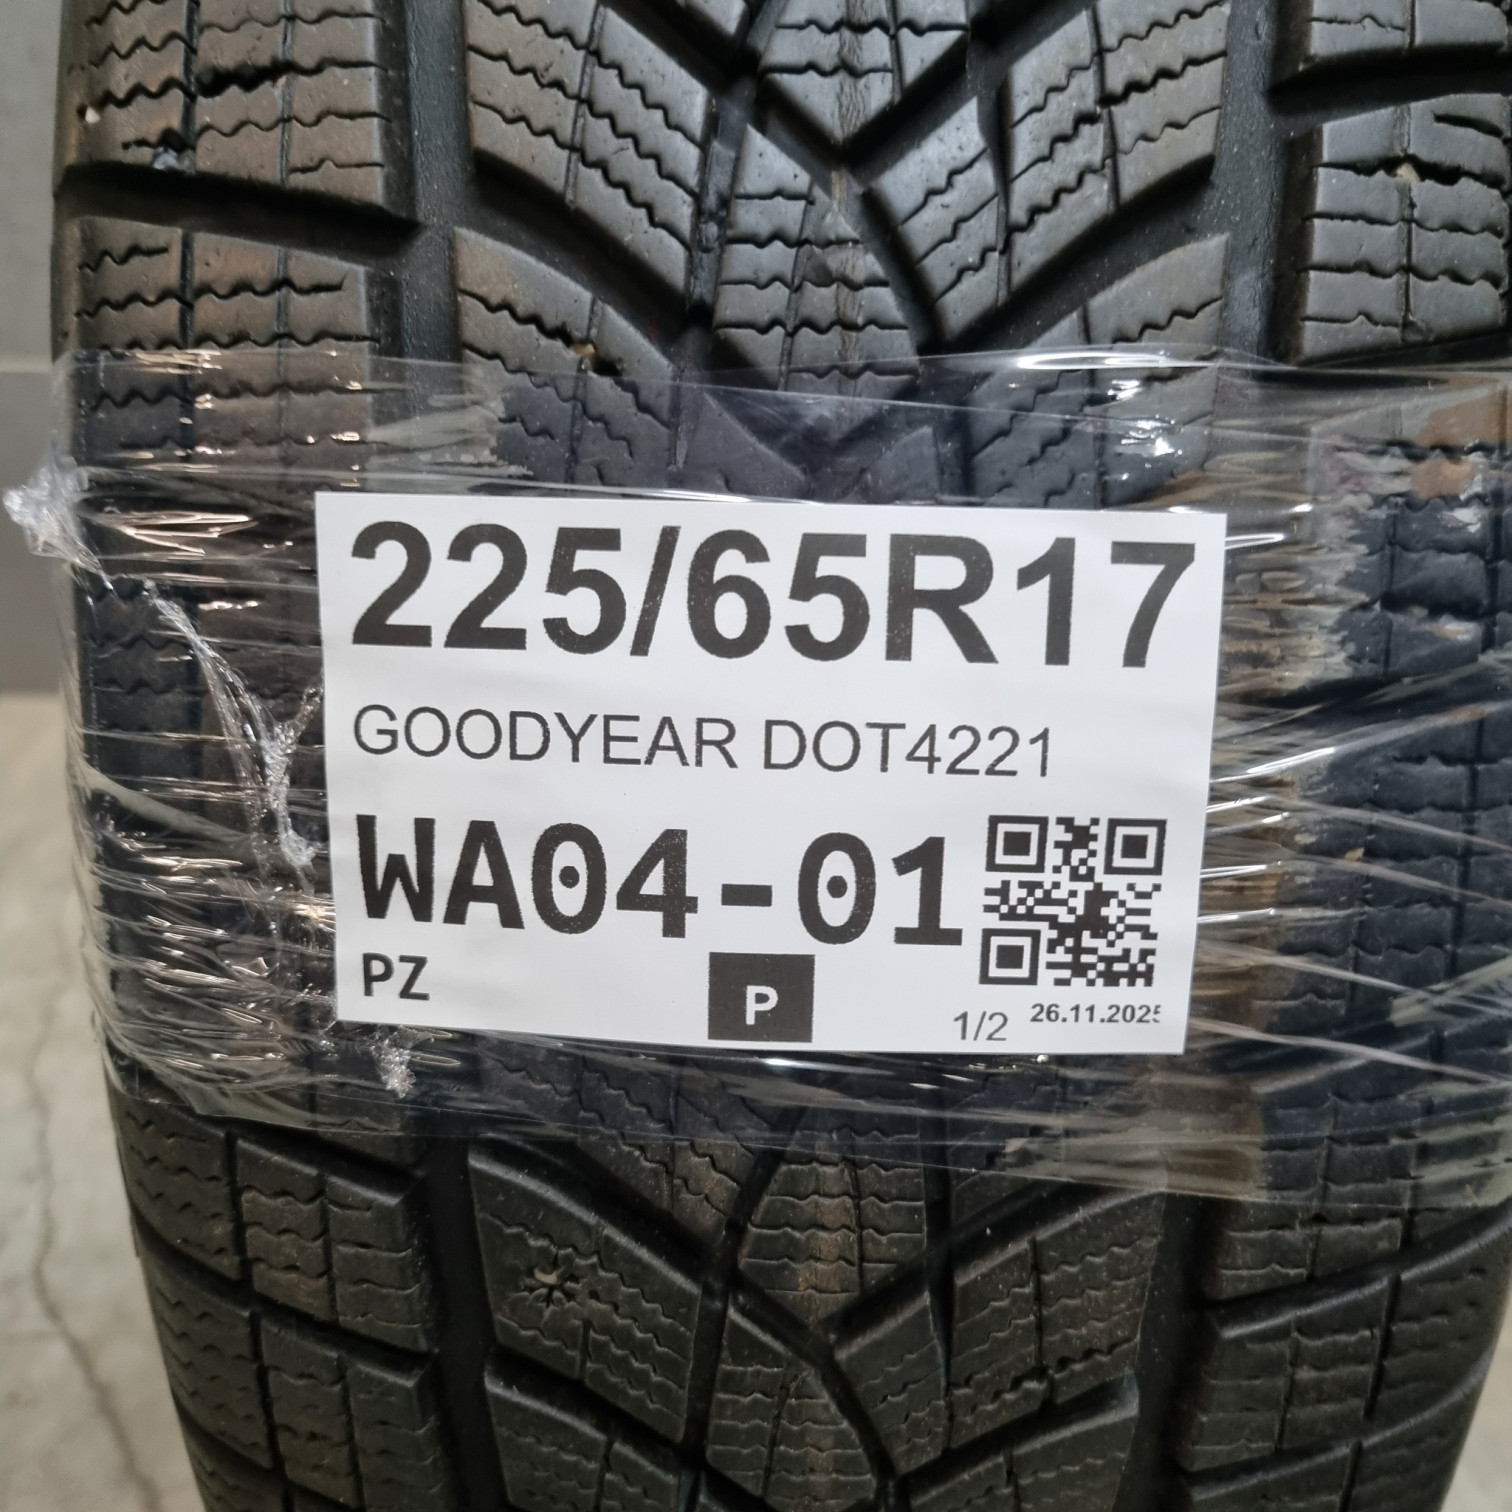 225/65R17
GOODYEAR DOT4221
WA04-01
PZ
P
1/2
26.11.2025